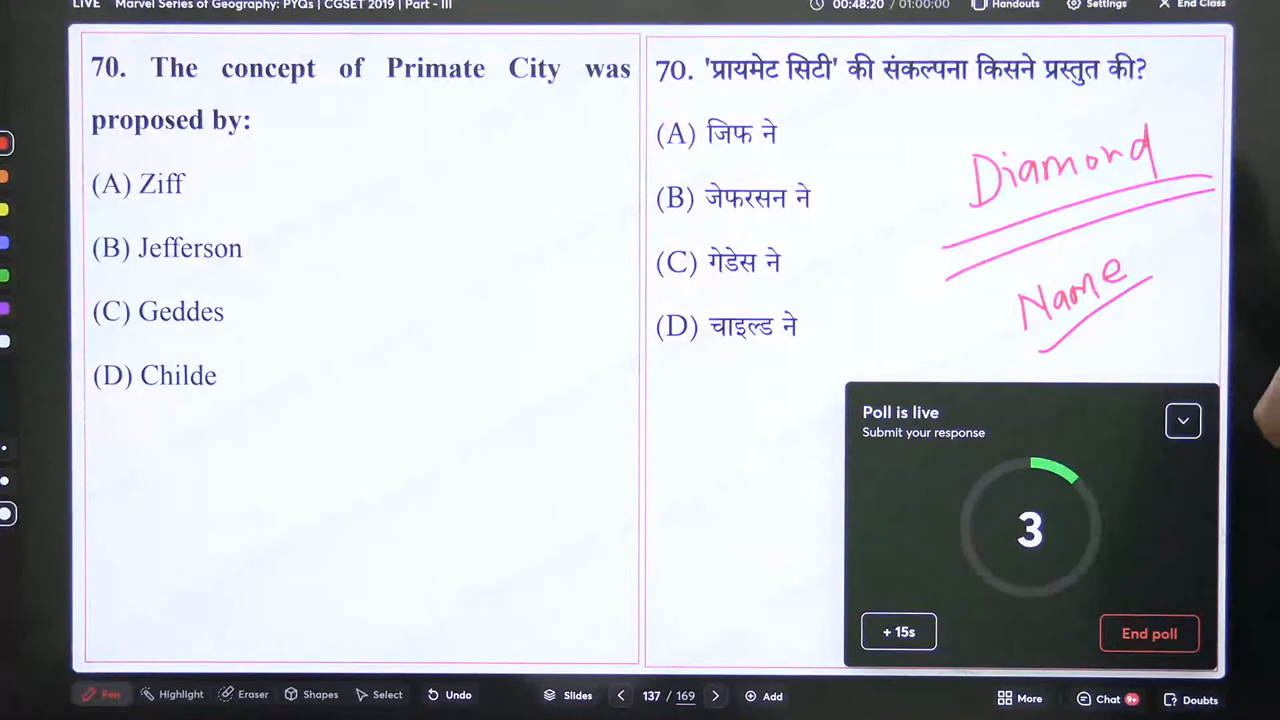 LIVE Marvel Series of Geography: PYQs | CGSET 2019 | Part - III 00:48:20 / 01:00:00 Handouts Settings End Class
70. The concept of Primate City was
proposed by:
(A) Ziff
(B) Jefferson
(C) Geddes
(D) Childe
70. 'प्रायमेट सिटी' की संकल्पना किसने प्रस्तुत की?
(A) जिफ ने
(B) जेफरसन ने
(C) गेडेस ने
(D) चाइल्ड ने
Diamond
Name
Poll is live
Submit your response
3
+ 15s End poll
Pen Highlight Eraser Shapes Select Undo Slides 137 / 169 Add More Chat 9+ Doubts